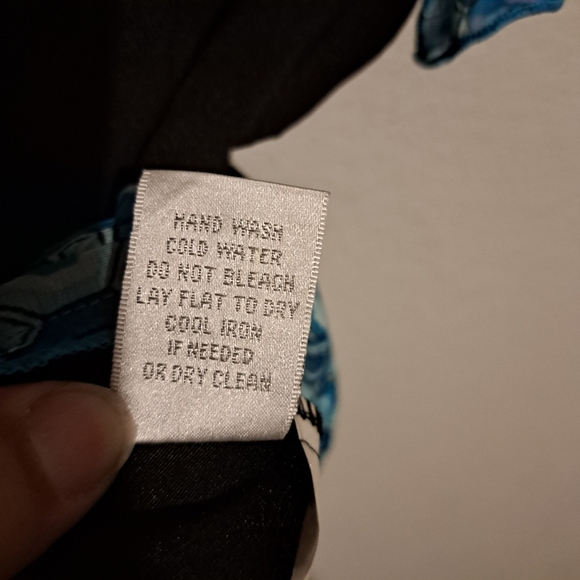 HAND WASH
COLD WATER
DO NOT BLEACH
LAY FLAT TO DRY
COOL IRON
IF NEEDED
OR DRY CLEAN